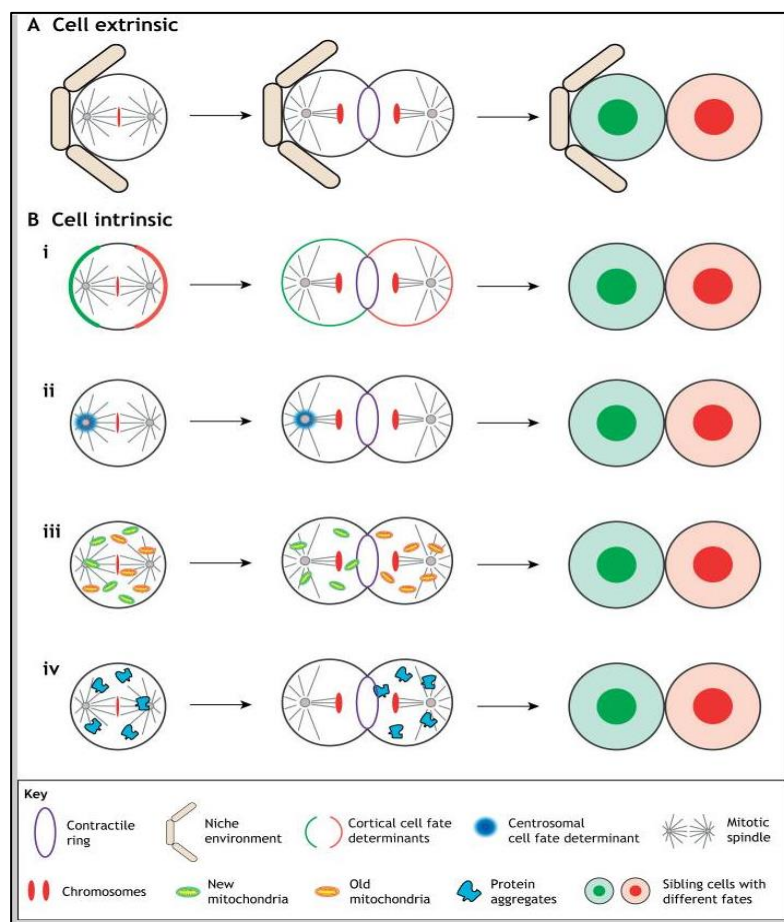 A Cell extrinsic
B Cell intrinsic
i
ii
iii
iv
Key
Contractile
ring
Niche
environment
Cortical cell fate
determinants
Centrosomal
cell fate determinant
Mitotic
spindle
Chromosomes
New
mitochondria
Old
mitochondria
Protein
aggregates
Sibling cells with
different fates